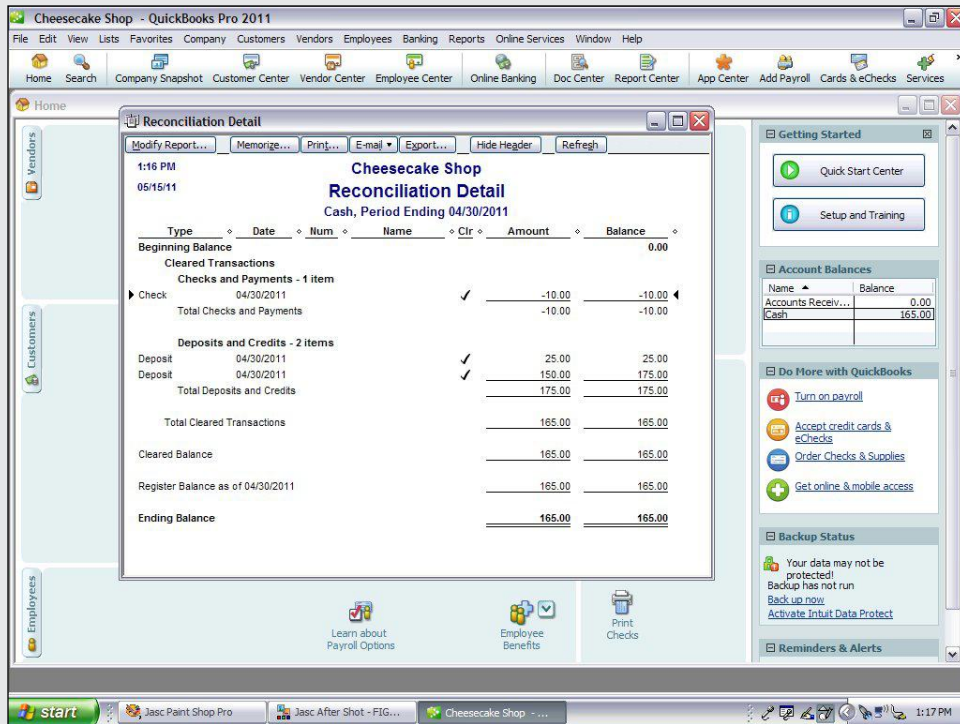 Cheesecake Shop - QuickBooks Pro 2011
File Edit View Lists Favorites Company Customers Vendors Employees Banking Reports Online Services Window Help
Home Search Company Snapshot Customer Center Vendor Center Employee Center Online Banking Doc Center Report Center App Center Add Payroll Cards & eChecks Services
Home
Vendors
Customers
Employees
Reconciliation Detail
Modify Report... Memorize... Print... E-mail Export... Hide Header Refresh
1:16 PM Cheesecake Shop
05/15/11 Reconciliation Detail
Cash, Period Ending 04/30/2011
Type Date Num Name Clr Amount Balance
Beginning Balance 0.00
Cleared Transactions
Checks and Payments - 1 item
Check 04/30/2011 ✓ -10.00 -10.00
Total Checks and Payments -10.00 -10.00
Deposits and Credits - 2 items
Deposit 04/30/2011 ✓ 25.00 25.00
Deposit 04/30/2011 ✓ 150.00 175.00
Total Deposits and Credits 175.00 175.00
Total Cleared Transactions 165.00 165.00
Cleared Balance 165.00 165.00
Register Balance as of 04/30/2011 165.00 165.00
Ending Balance 165.00 165.00
Learn about
Payroll Options
Employee
Benefits
Print
Checks
Getting Started
Quick Start Center
Setup and Training
Account Balances
Name Balance
Accounts Receiv... 0.00
Cash 165.00
Do More with QuickBooks
Turn on payroll
Accept credit cards &
eChecks
Order Checks & Supplies
Get online & mobile access
Backup Status
Your data may not be
protected!
Backup has not run
Back up now
Activate Intuit Data Protect
Reminders & Alerts
start Jasc Paint Shop Pro Jasc After Shot - FIG... Cheesecake Shop - ... 1:17 PM